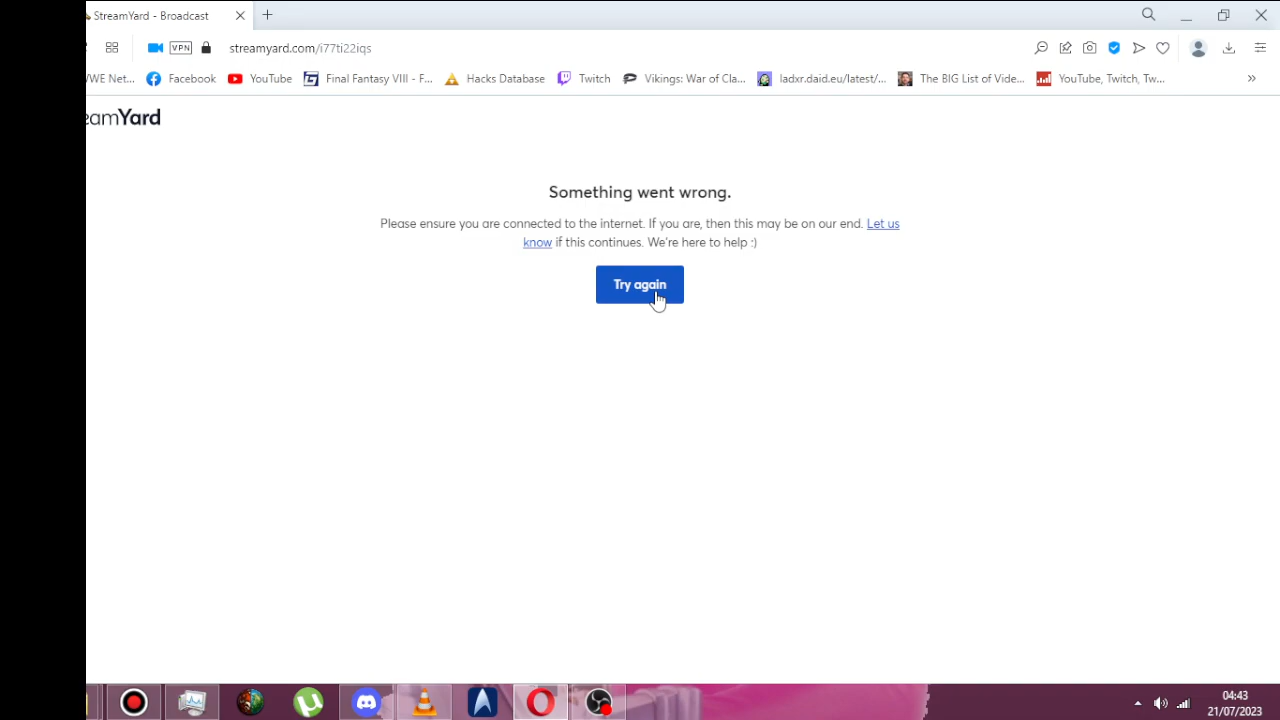 StreamYard - Broadcast
VPN
streamyard.com/i77ti22iqs
WWE Net... Facebook YouTube Final Fantasy VIII - F... Hacks Database Twitch Vikings: War of Cla... ladxr.daid.eu/latest/... The BIG List of Vide... YouTube, Twitch, Tw... »
eamYard
Something went wrong.
Please ensure you are connected to the internet. If you are, then this may be on our end. Let us
know if this continues. We're here to help :)
Try again
04:43
21/07/2023